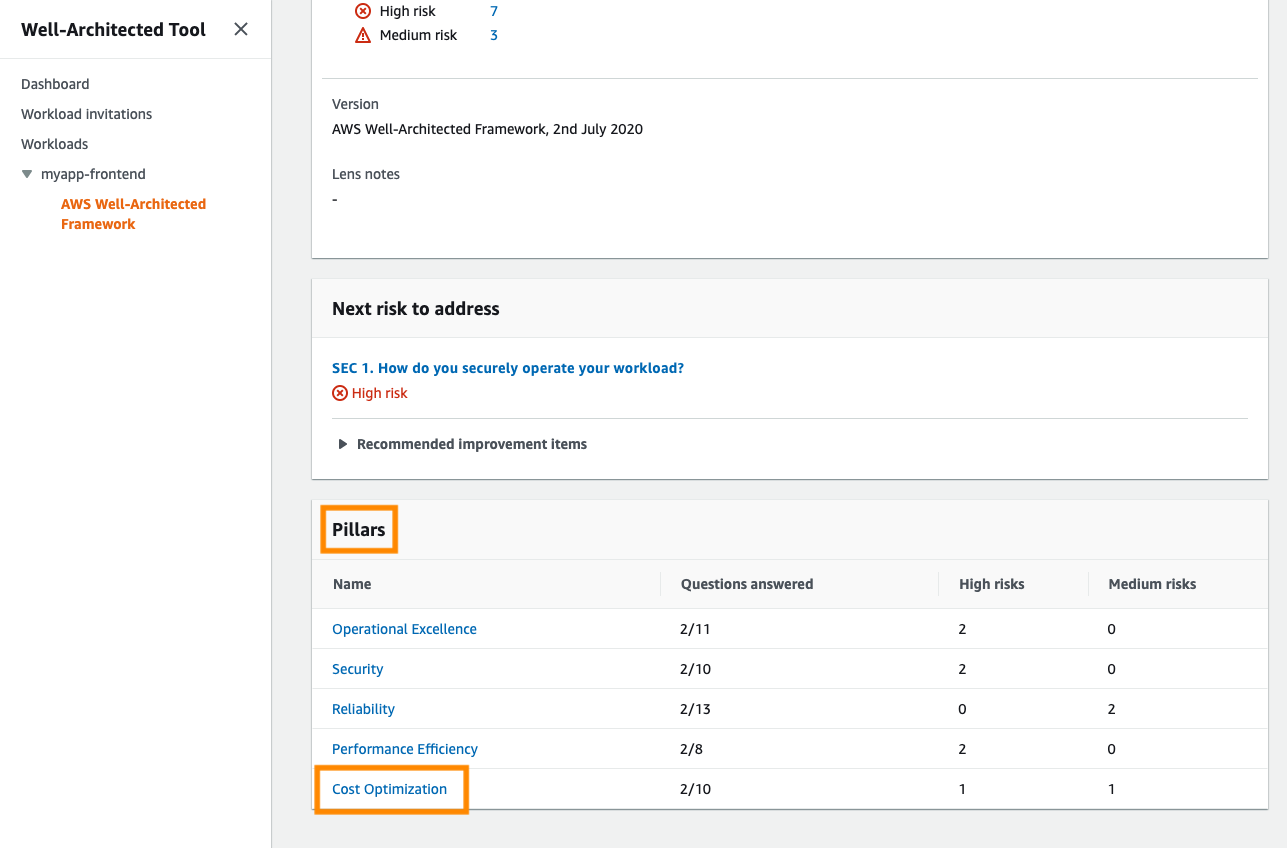 Well-Architected Tool
Dashboard
Workload invitations
Workloads
myapp-frontend
AWS Well-Architected
Framework
High risk 7
Medium risk 3
Version
AWS Well-Architected Framework, 2nd July 2020
Lens notes
-
Next risk to address
SEC 1. How do you securely operate your workload?
High risk
Recommended improvement items
Pillars
Name Questions answered High risks Medium risks
Operational Excellence 2/11 2 0
Security 2/10 2 0
Reliability 2/13 0 2
Performance Efficiency 2/8 2 0
Cost Optimization 2/10 1 1